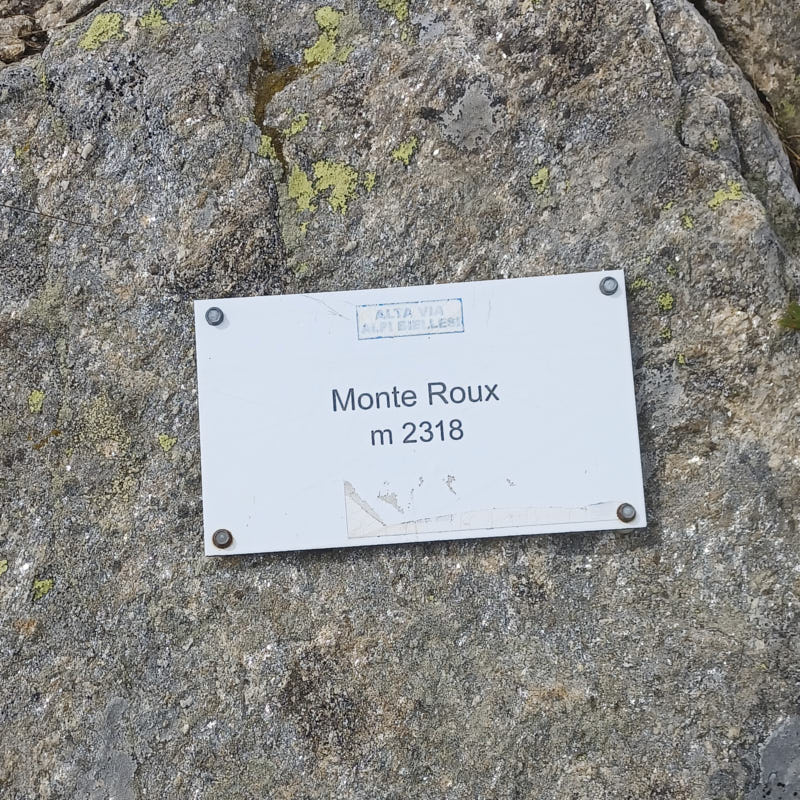 ALTA VIA
ALPI BIELLESI
Monte Roux
m 2318